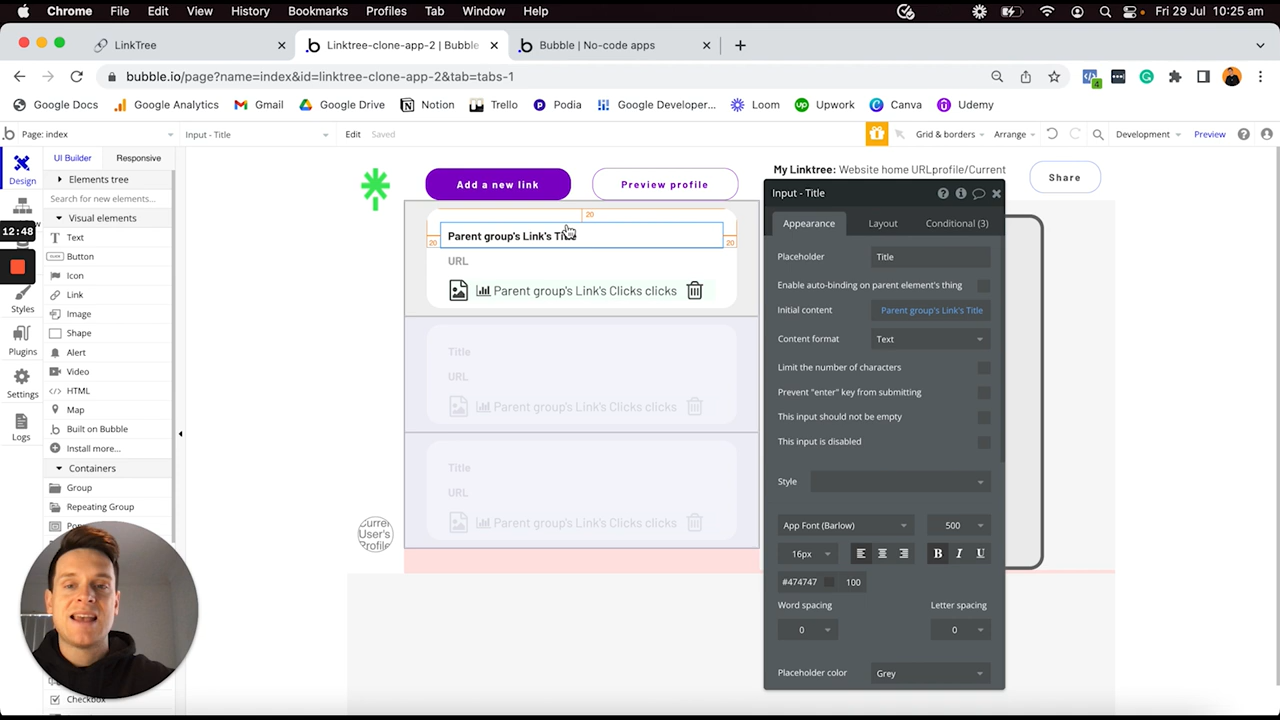 Chrome File Edit View History Bookmarks Profiles Tab Window Help Fri 29 Jul 10:25 am
LinkTree Linktree-clone-app-2 | Bubble Bubble | No-code apps
bubble.io/page?name=index&id=linktree-clone-app-2&tab=tabs-1 4
Google Docs Google Analytics Gmail Google Drive Notion Trello Podia Google Developer... Loom Upwork Canva Udemy
Page: index Input - Title Edit Saved Grid & borders Arrange Development Preview
UI Builder Responsive
Design
Elements tree
Search for new elements...
Visual elements
Text
CLICK Button
Icon
Link
Image
Shape
Alert
Video
</> HTML
Map
Built on Bubble
Install more...
Containers
Group
Repeating Group
Checkbox
12:48
Styles
Plugins
Settings
Logs
Add a new link
Preview profile
My Linktree: Website home URLprofile/Current
Share
20
20
20
Parent group's Link's Title
URL
Parent group's Link's Clicks clicks
Title
URL
Parent group's Link's Clicks clicks
Title
URL
Parent group's Link's Clicks clicks
Current
User's
Profile
Input - Title
Appearance Layout Conditional (3)
Placeholder Title
Enable auto-binding on parent element's thing
Initial content Parent group's Link's Title
Content format Text
Limit the number of characters
Prevent "enter" key from submitting
This input should not be empty
This input is disabled
Style
App Font (Barlow) 500
16px B I U
#474747 100
Word spacing Letter spacing
0 0
Placeholder color Grey